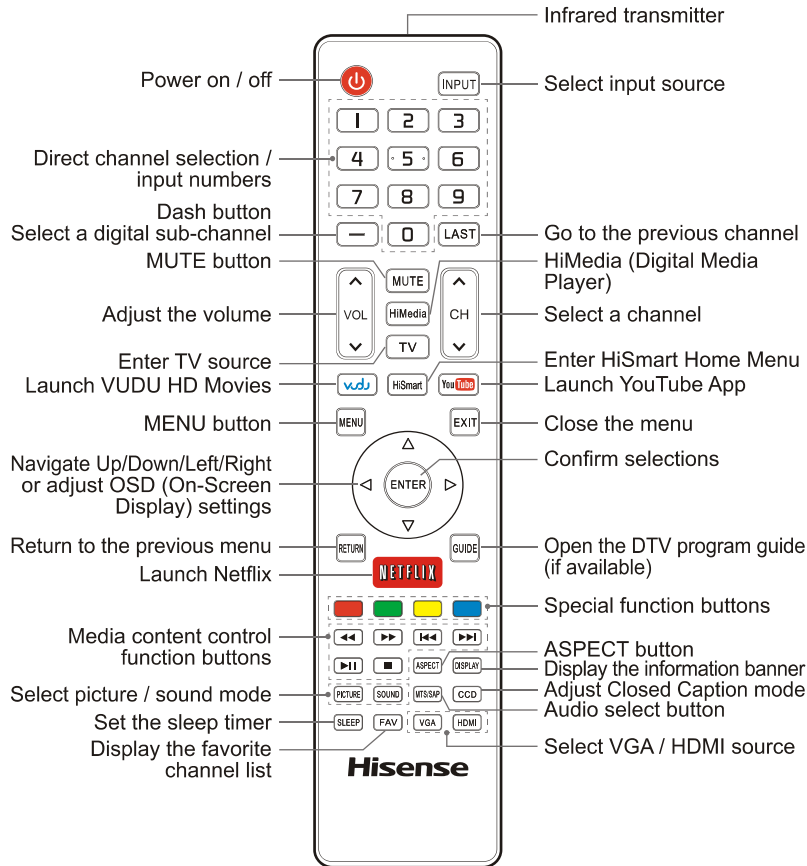 Infrared transmitter
Power on / off
INPUT
Select input source
1 2 3
Direct channel selection /
input numbers
4 5 6
7 8 9
Dash button
Select a digital sub-channel
— 0 LAST
Go to the previous channel
MUTE button
MUTE
HiMedia (Digital Media
Player)
Adjust the volume
VOL
HiMedia
CH
Select a channel
Enter TV source
TV
Enter HiSmart Home Menu
Launch VUDU HD Movies
vudu
HiSmart
YouTube
Launch YouTube App
MENU button
MENU
EXIT
Close the menu
Navigate Up/Down/Left/Right
or adjust OSD (On-Screen
Display) settings
ENTER
Confirm selections
Return to the previous menu
RETURN
GUIDE
Open the DTV program guide
(if available)
Launch Netflix
NETFLIX
Special function buttons
Media content control
function buttons
ASPECT
DISPLAY
ASPECT button
Display the information banner
Select picture / sound mode
PICTURE
SOUND
MTS/SAP
CCD
Adjust Closed Caption mode
Audio select button
Set the sleep timer
SLEEP
FAV
VGA
HDMI
Display the favorite
channel list
Select VGA / HDMI source
Hisense